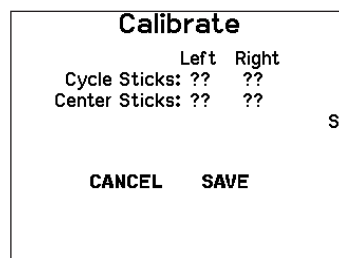 Calibrate
Left Right
Cycle Sticks: ?? ??
Center Sticks: ?? ??
S
CANCEL SAVE